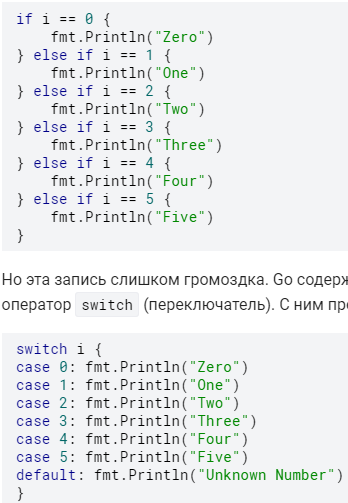 if i == 0 {
    fmt.Println("Zero")
} else if i == 1 {
    fmt.Println("One")
} else if i == 2 {
    fmt.Println("Two")
} else if i == 3 {
    fmt.Println("Three")
} else if i == 4 {
    fmt.Println("Four")
} else if i == 5 {
    fmt.Println("Five")
}
Но эта запись слишком громоздка. Go
оператор switch (переключатель). С ним
switch i {
case 0: fmt.Println("Zero")
case 1: fmt.Println("One")
case 2: fmt.Println("Two")
case 3: fmt.Println("Three")
case 4: fmt.Println("Four")
case 5: fmt.Println("Five")
default: fmt.Println("Unknown Number")
}